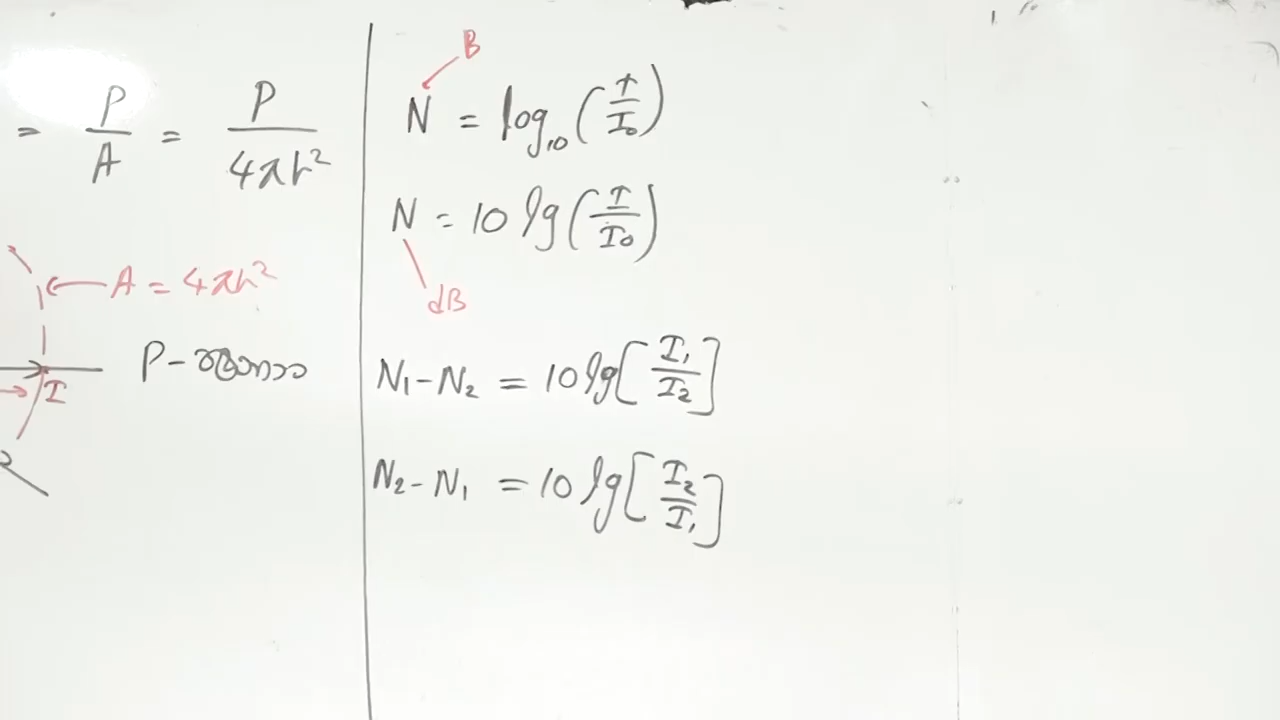 = P/A = P/4πr²
A = 4πr²
P -
I
2
B
N = log₁₀(I/I₀)
N = 10 lg(I/I₀)
dB
N₁ - N₂ = 10 lg[I₁/I₂]
N₂ - N₁ = 10 lg[I₂/I₁]